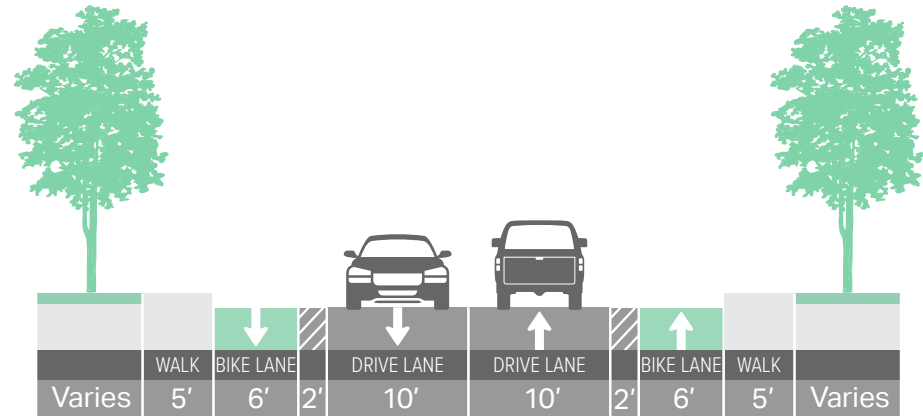 WALK BIKE LANE DRIVE LANE DRIVE LANE BIKE LANE WALK
Varies 5′ 6′ 2′ 10′ 10′ 2′ 6′ 5′ Varies